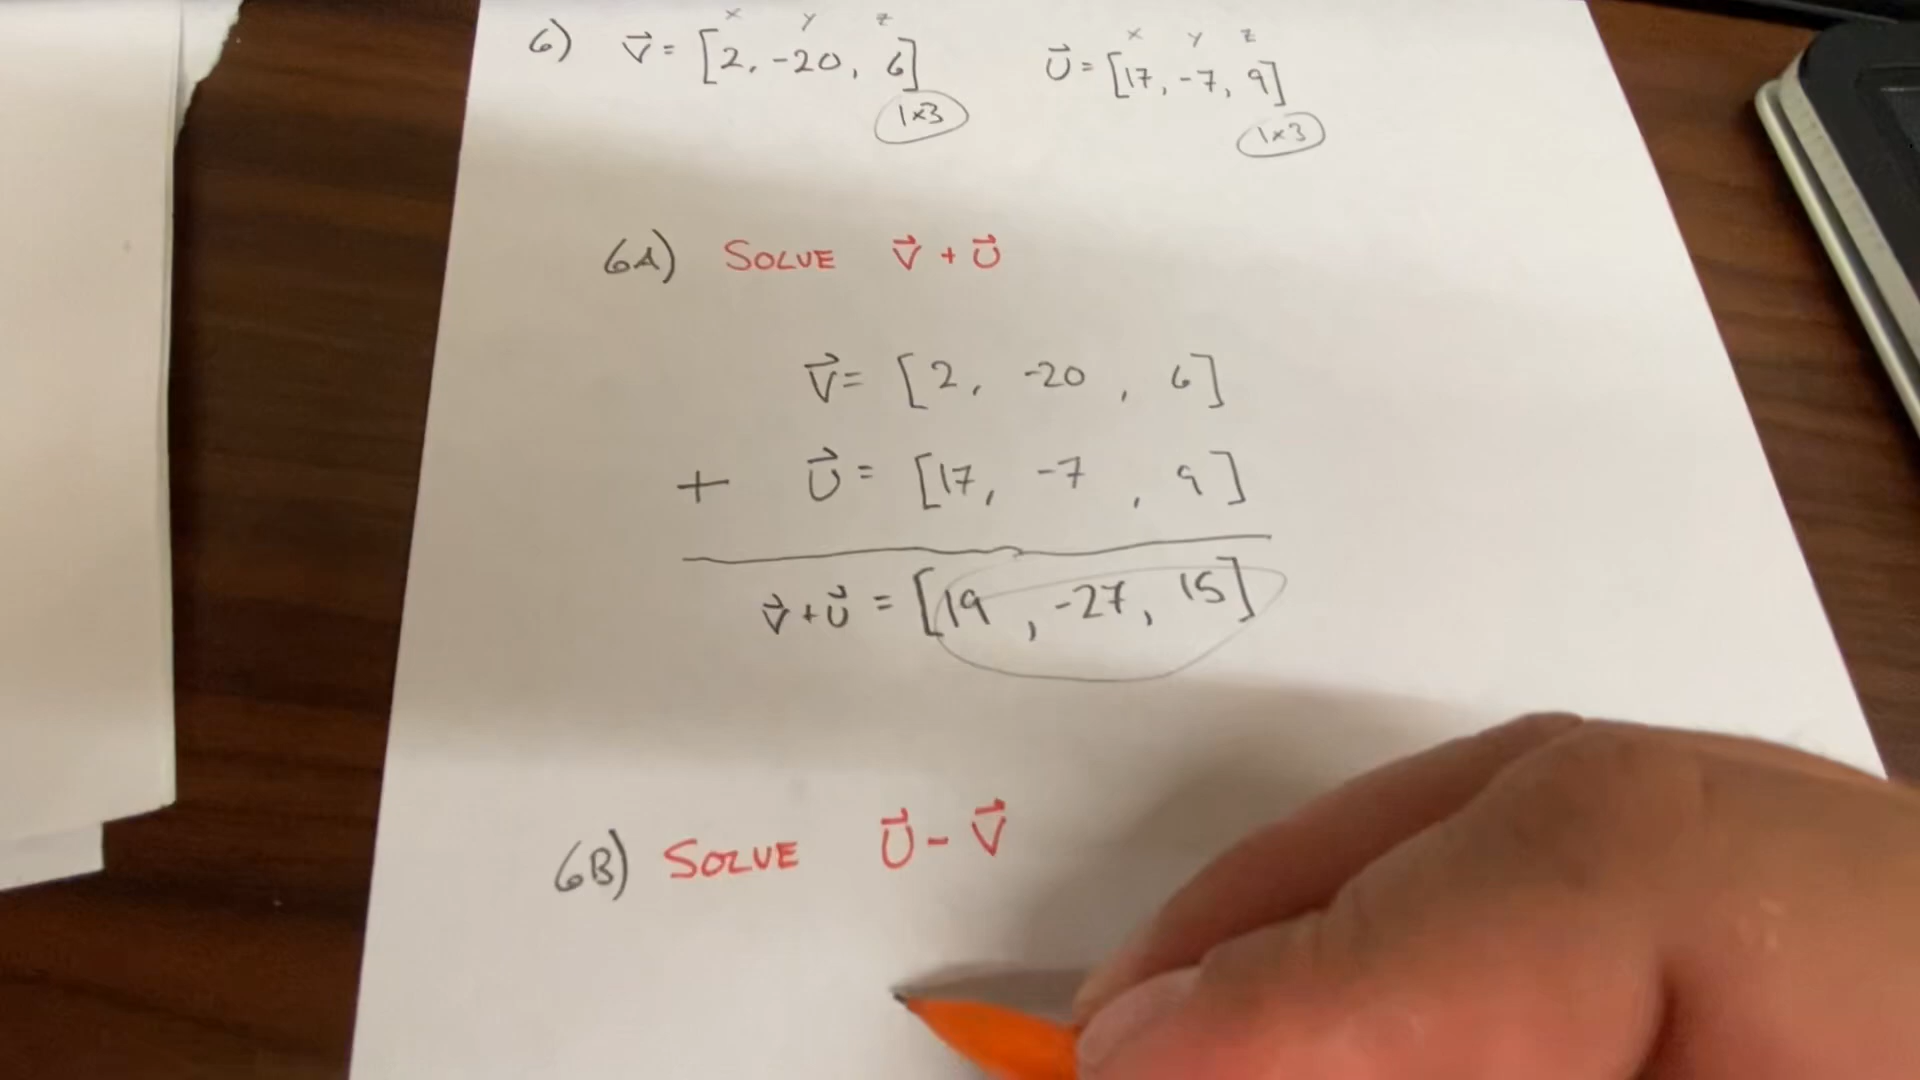 x y z x y z
6) V⃗ = [2, -20, 6] U⃗ = [17, -7, 9]
1x3 1x3
6A) SOLVE V⃗ + U⃗
V⃗ = [2, -20, 6]
+ U⃗ = [17, -7, 9]
V⃗ + U⃗ = [19, -27, 15]
6B) SOLVE U⃗ - V⃗